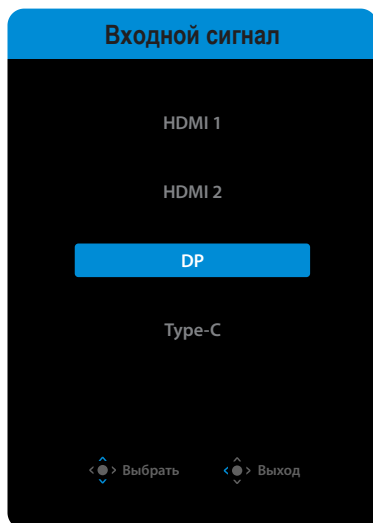 Входной сигнал
HDMI 1
HDMI 2
DP
Type-C
Выбрать Выход